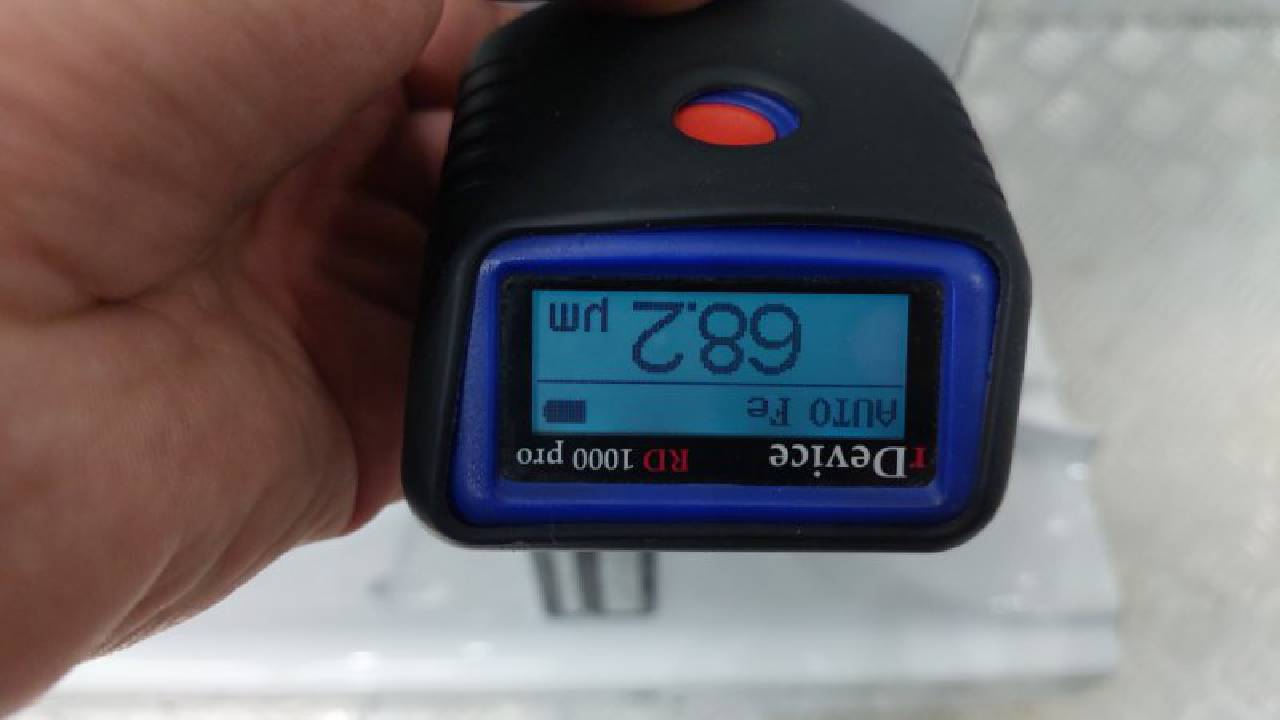 rDevice RD 1000 pro
AUTO Fe
68.2 µm